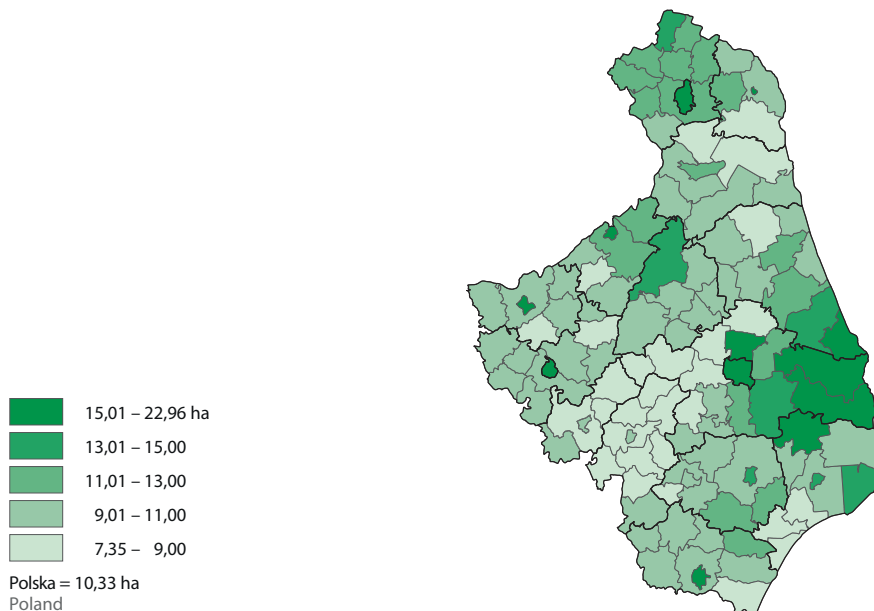 15,01 – 22,96 ha
13,01 – 15,00
11,01 – 13,00
9,01 – 11,00
7,35 – 9,00
Polska = 10,33 ha
Poland